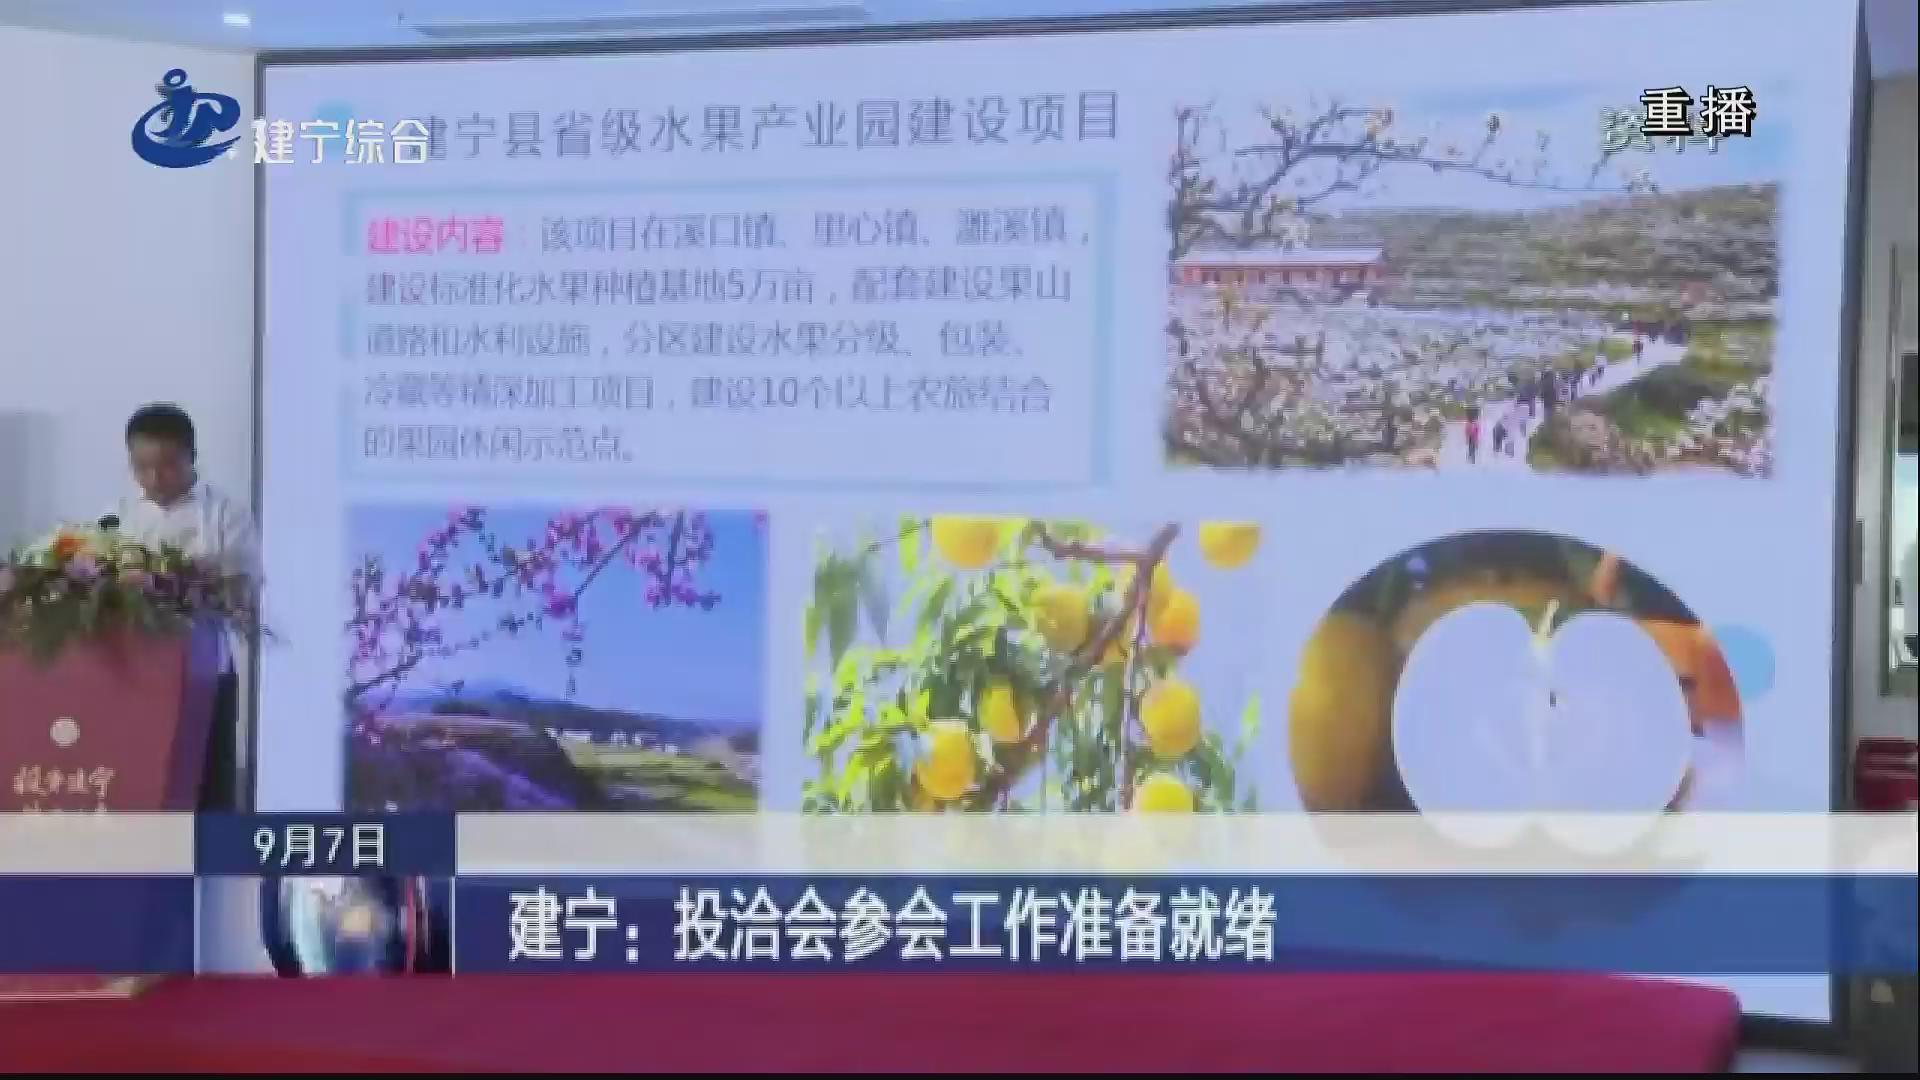 建宁综合
重播
建宁县省级水果产业园建设项目
建设内容：该项目在溪口镇、里心镇、濉溪镇，
建设标准化水果种植基地5万亩，配套建设果山
道路和水利设施，分区建设水果分级、包装、
冷藏等精深加工项目，建设10个以上农旅结合
的果园休闲示范点。
投资建宁
9月7日
建宁：投洽会参会工作准备就绪